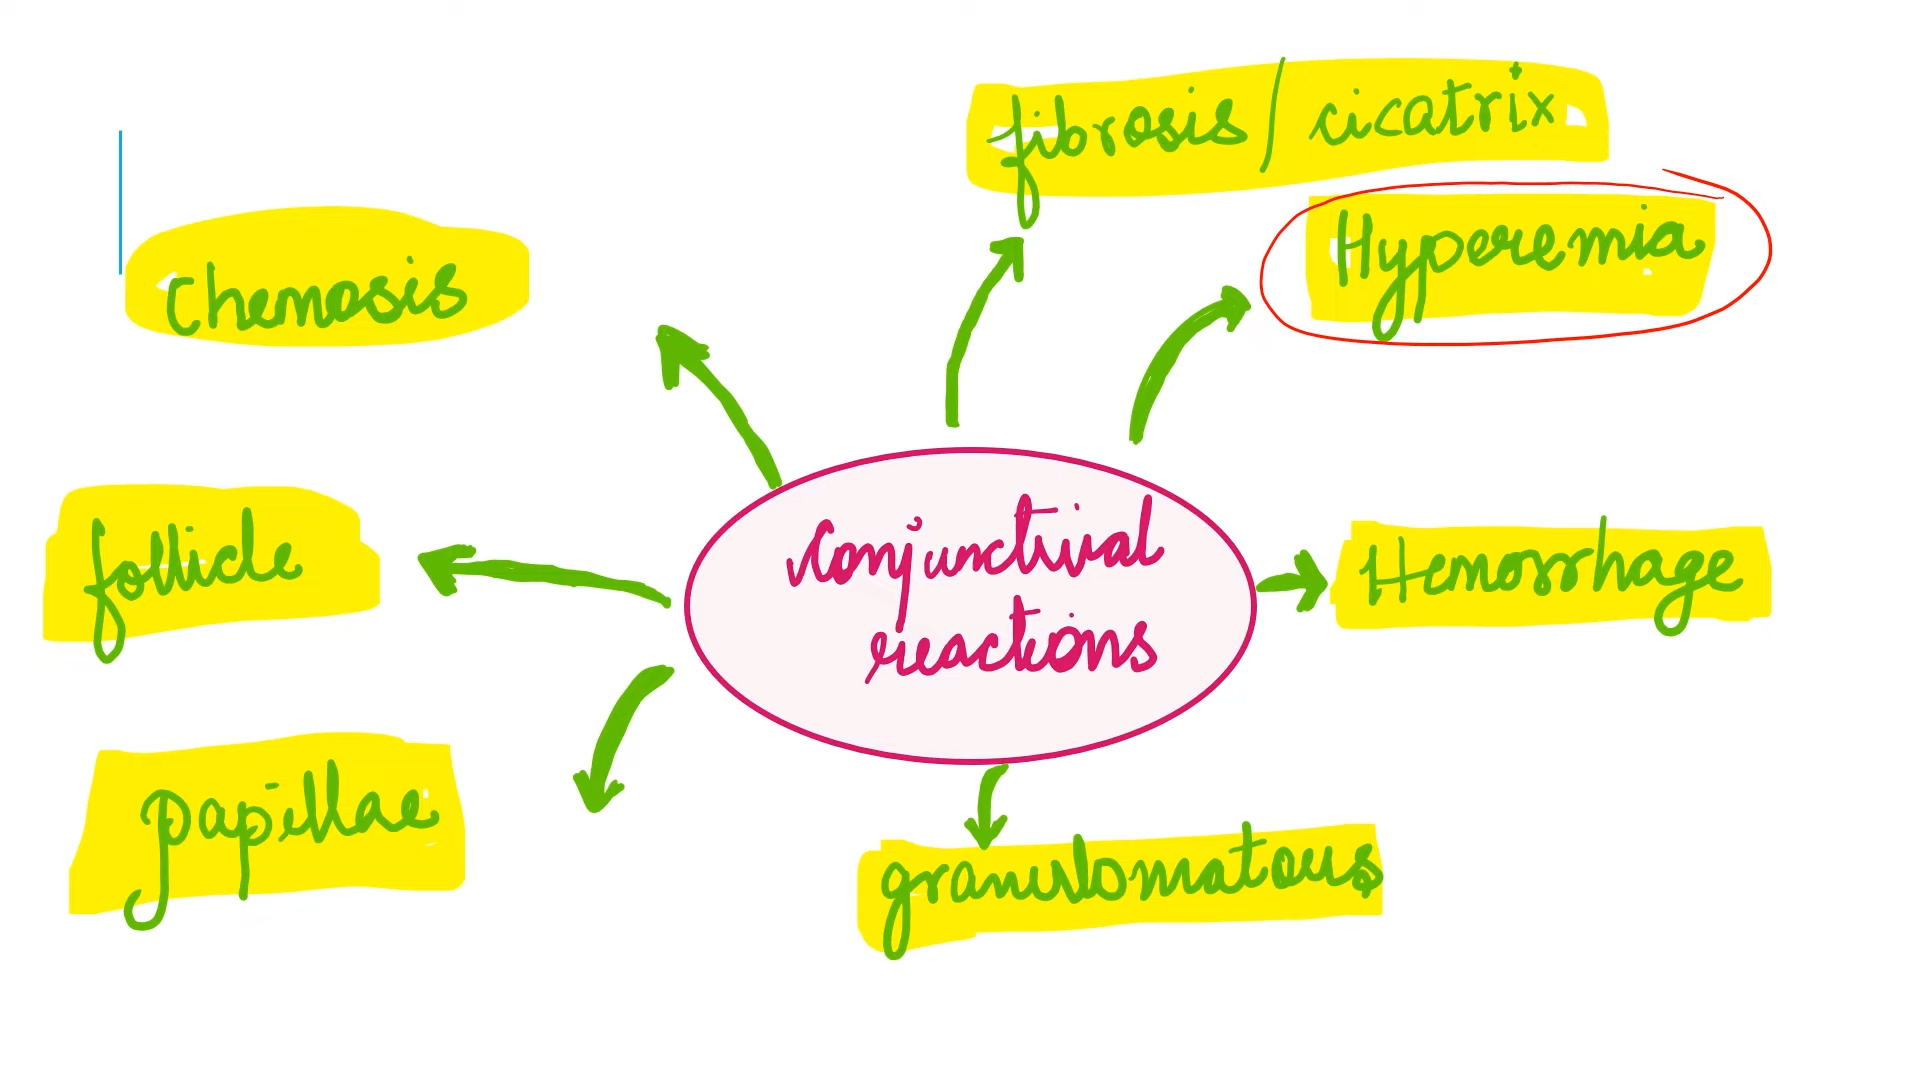 fibrosis / cicatrix
Hyperemia
Chemosis
Conjunctival
reactions
follicle
Hemorrhage
papillae
granulomatous